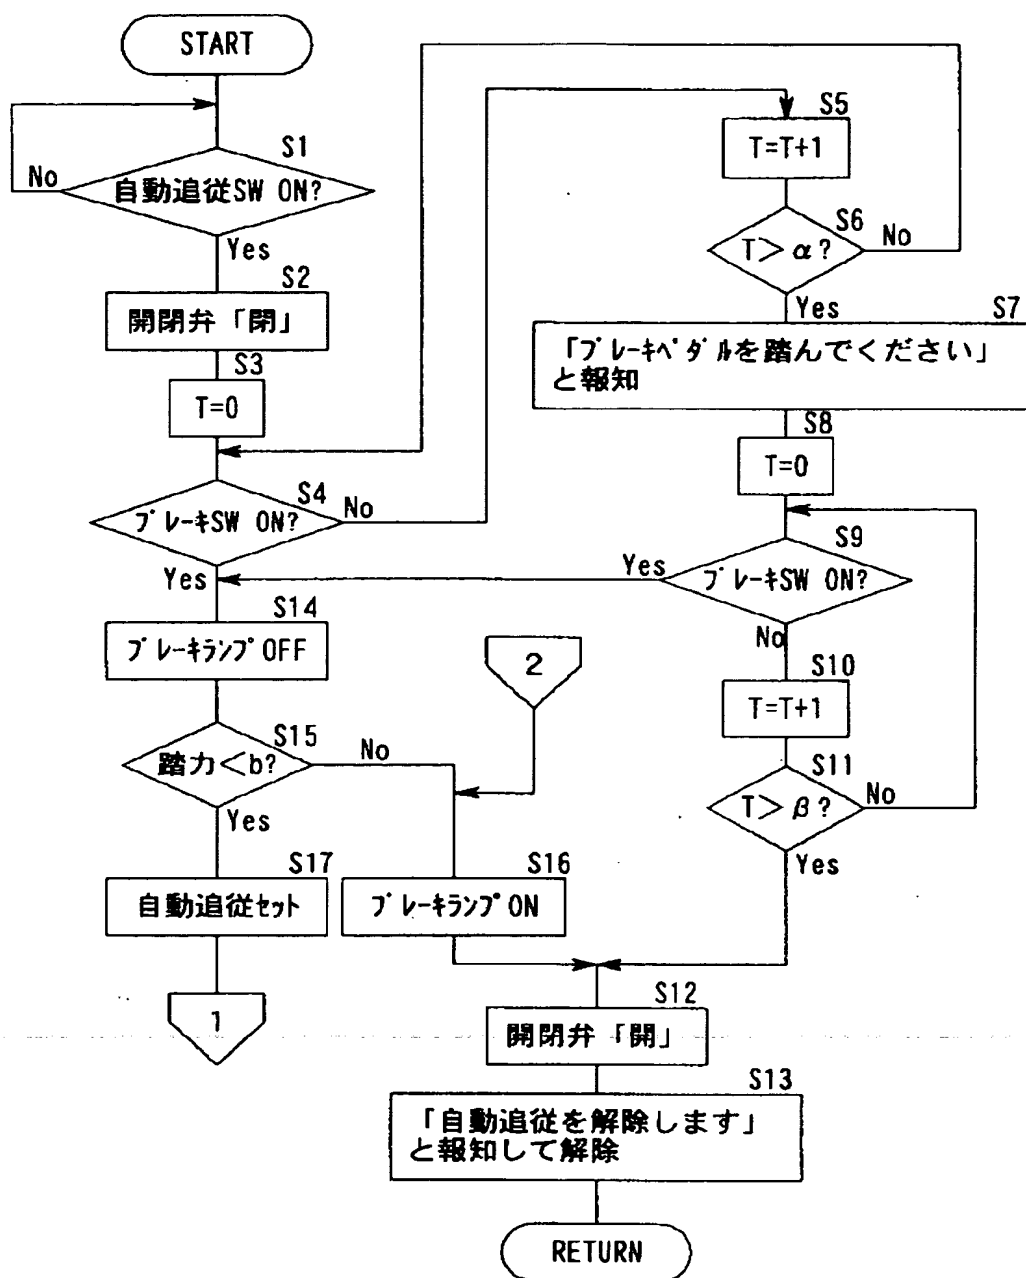 START
S1
自動追従SW ON?
No
Yes
S2
開閉弁「閉」
S3
T=0
S4
ブレーキSW ON?
No
Yes
S5
T=T+1
S6
T>α?
No
Yes
S7
「ブレーキペダルを踏んでください」
と報知
S8
T=0
S9
ブレーキSW ON?
Yes
No
S10
T=T+1
S11
T>β?
No
Yes
S14
ブレーキランプOFF
S15
踏力<b?
No
Yes
2
S17
自動追従セット
1
S16
ブレーキランプON
S12
開閉弁「開」
S13
「自動追従を解除します」
と報知して解除
RETURN